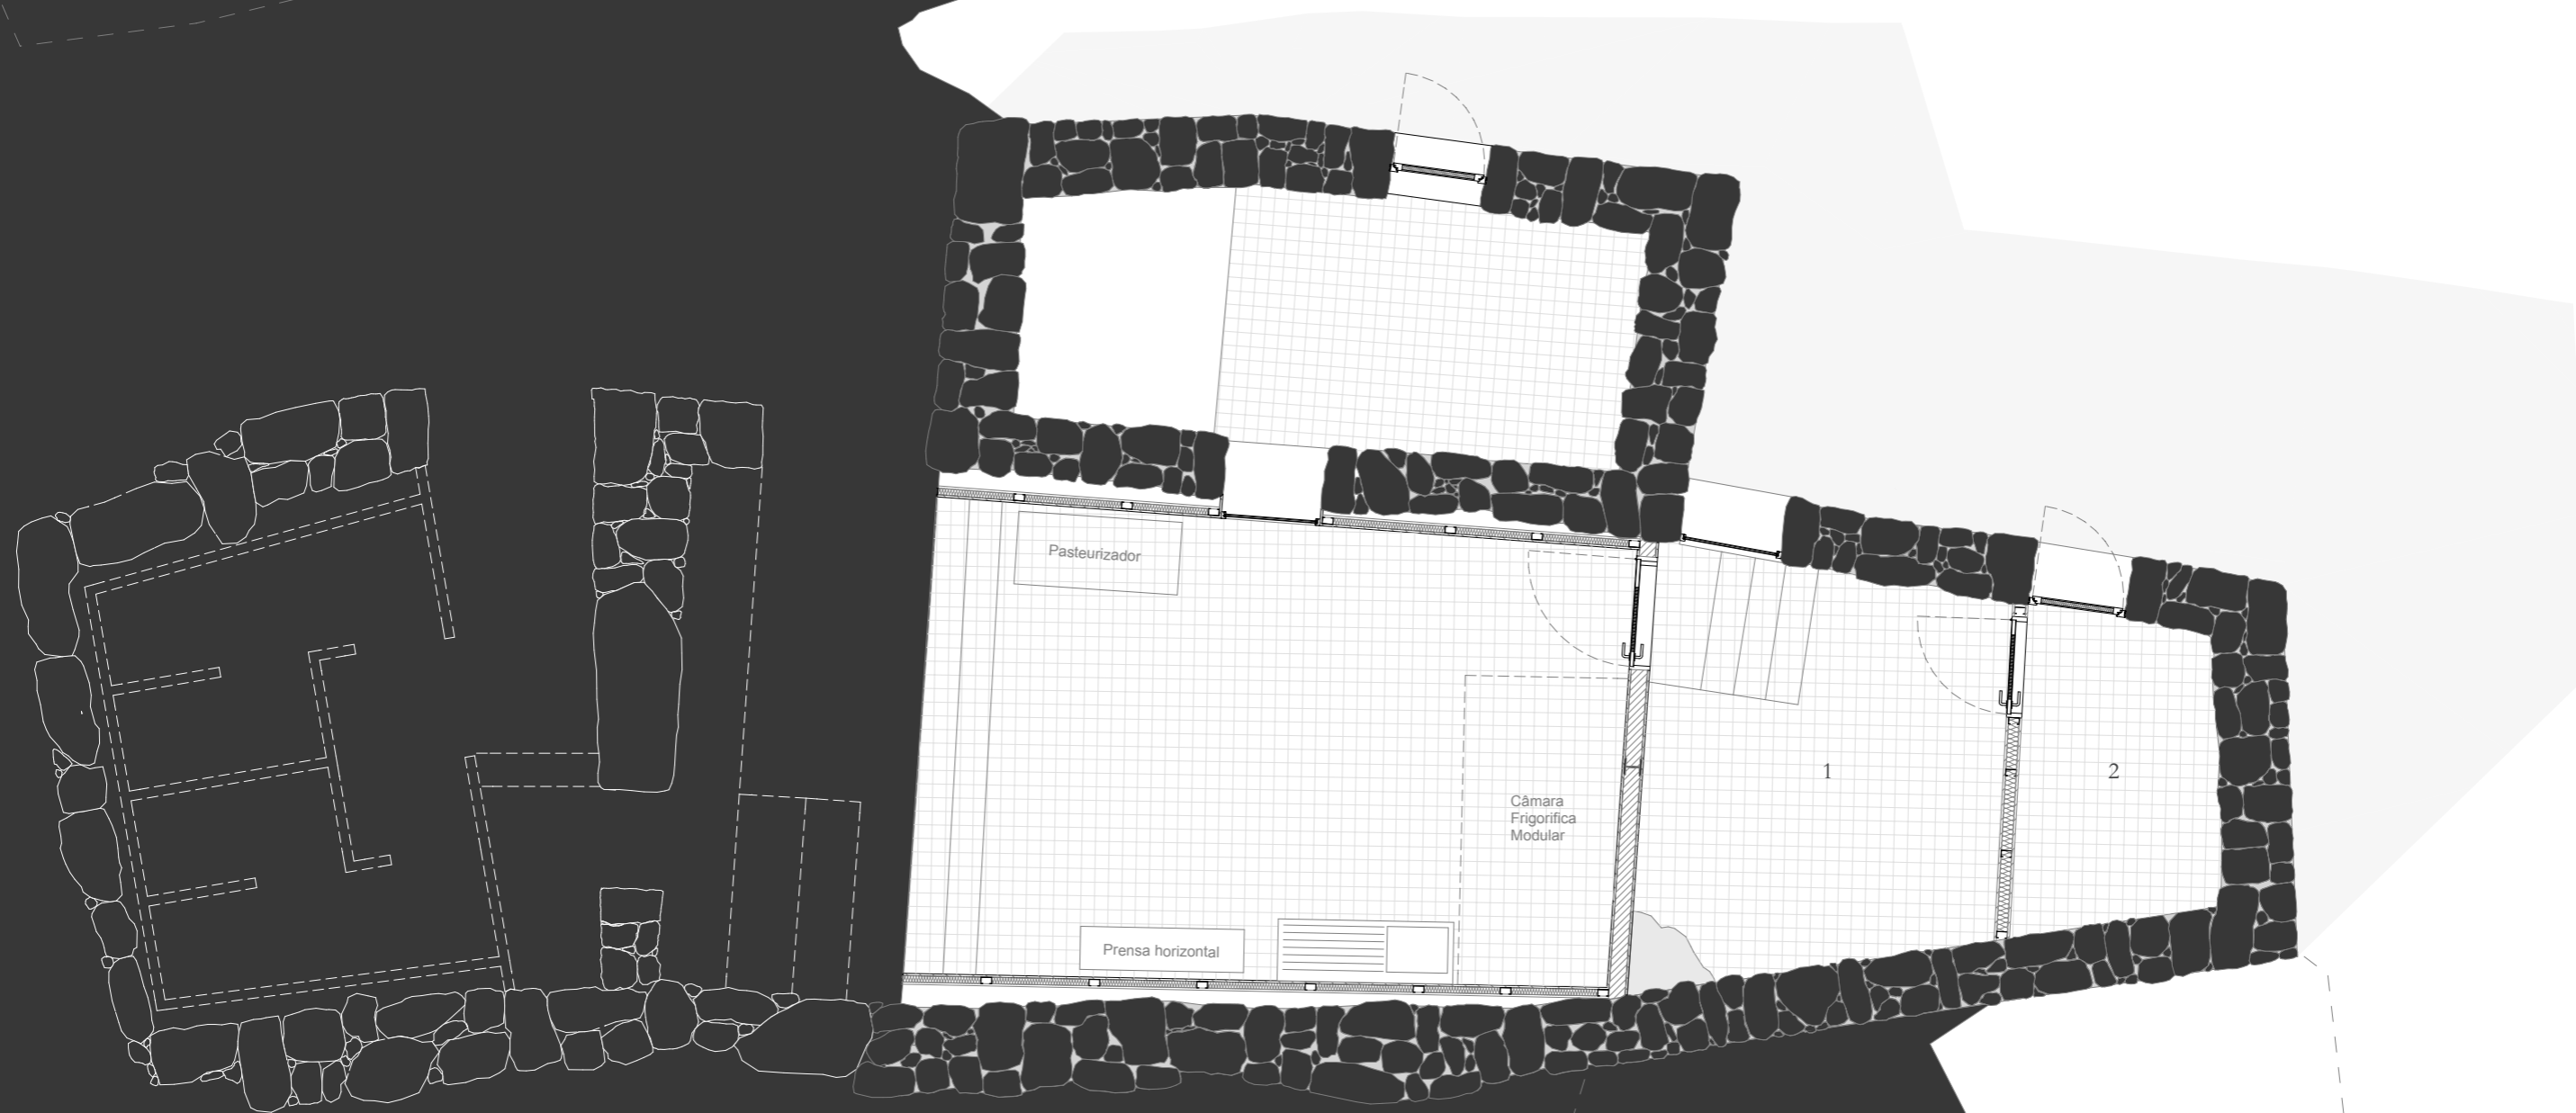 Pasteurizador
1
2
Câmara
Frigorifica
Modular
Prensa horizontal